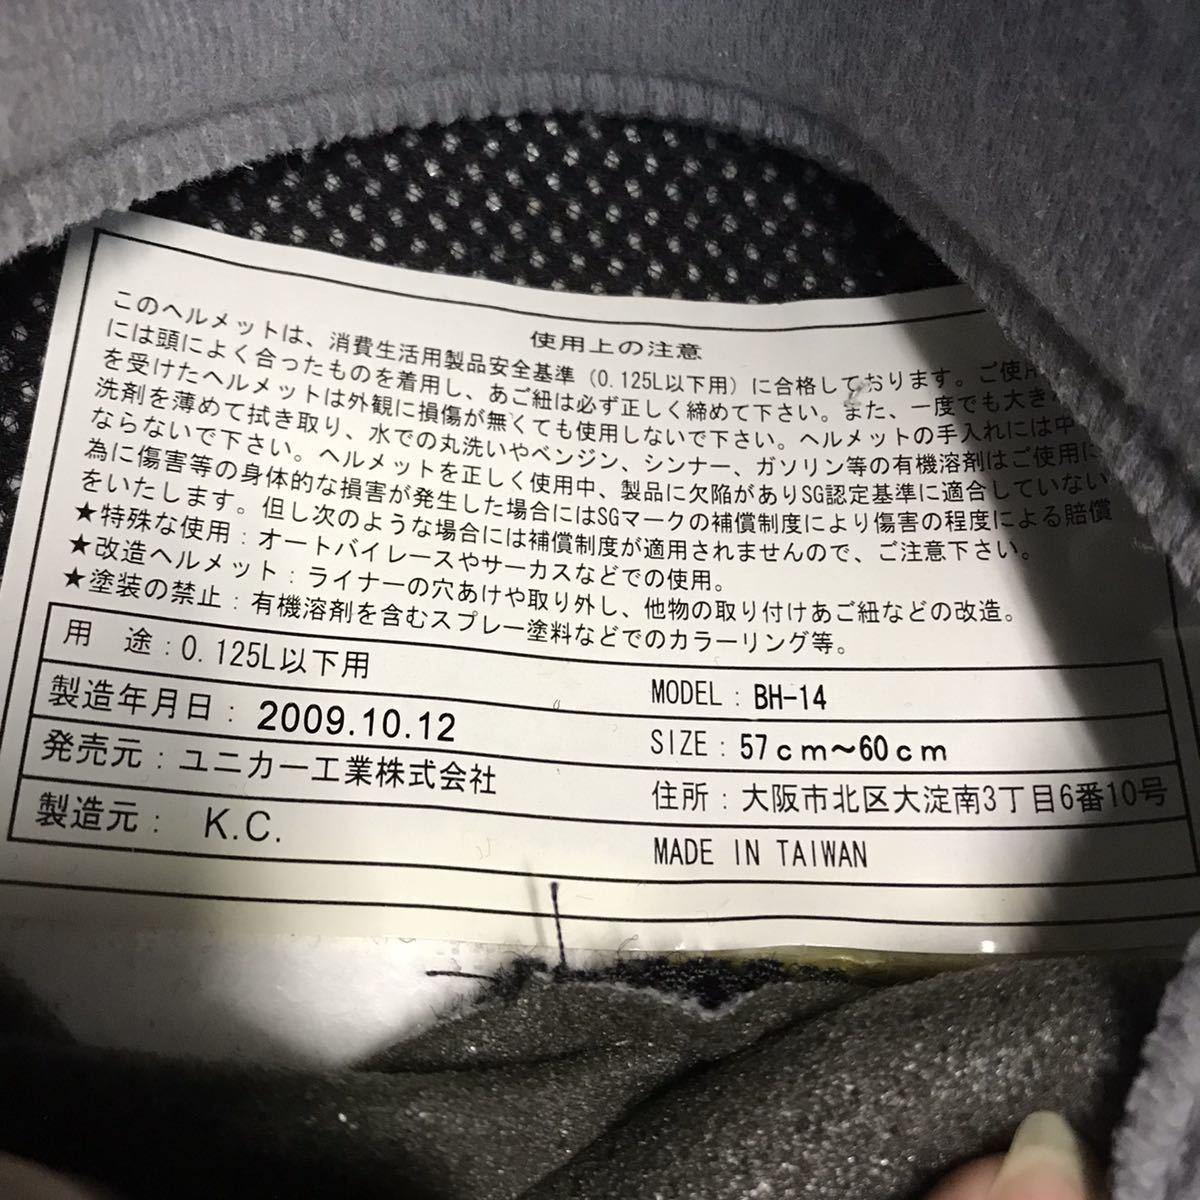 使用上の注意
このヘルメットは、消費生活用製品安全基準（0.125L以下用）に合格しております。ご使用
には頭によく合ったものを着用し、あご紐は必ず正しく締めて下さい。また、一度でも大き
を受けたヘルメットは外観に損傷が無くても使用しないで下さい。ヘルメットの手入れには中
洗剤を薄めて拭き取り、水での丸洗いやベンジン、シンナー、ガソリン等の有機溶剤はご使用に
ならないで下さい。ヘルメットを正しく使用中、製品に欠陥がありSG認定基準に適合していない
為に傷害等の身体的な損害が発生した場合にはSGマークの補償制度により傷害の程度による賠償
をいたします。但し次のような場合には補償制度が適用されませんので、ご注意下さい。
★特殊な使用：オートバイレースやサーカスなどでの使用。
★改造ヘルメット：ライナーの穴あけや取り外し、他物の取り付けあご紐などの改造。
★塗装の禁止：有機溶剤を含むスプレー塗料などでのカラーリング等。
用　途：0.125L以下用　MODEL：BH-14
製造年月日：2009.10.12　SIZE：57cm～60cm
発売元：ユニカー工業株式会社　住所：大阪市北区大淀南3丁目6番10号
製造元：K.C.　MADE IN TAIWAN